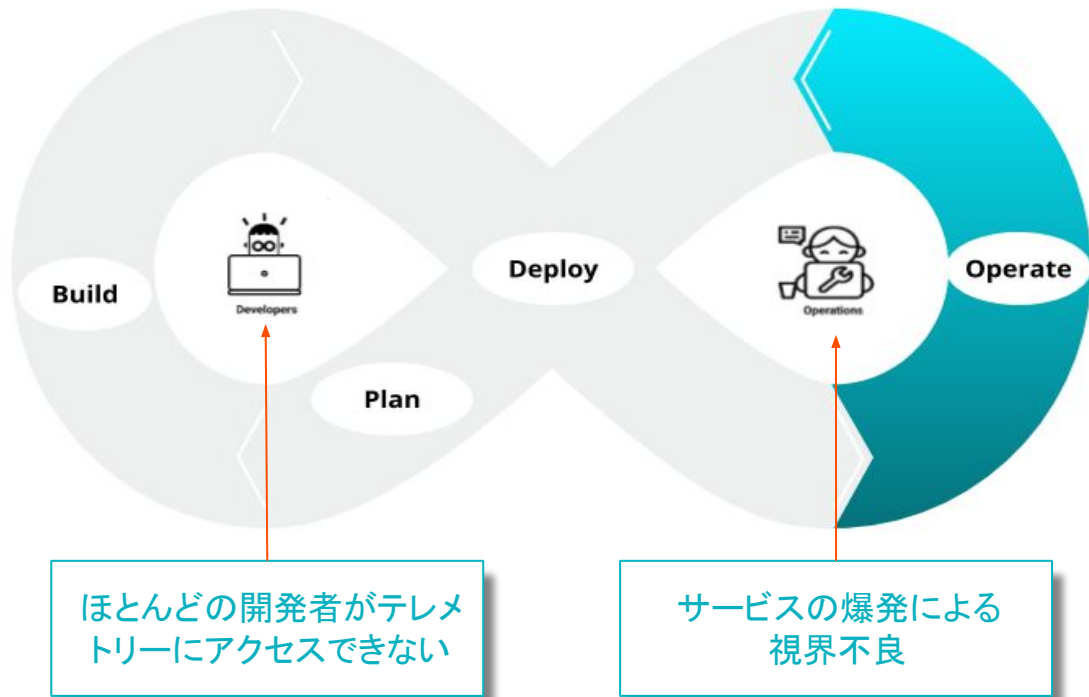 Build
Developers
Plan
Deploy
Operations
Operate
ほとんどの開発者がテレメ
トリーにアクセスできない
サービスの爆発による
視界不良